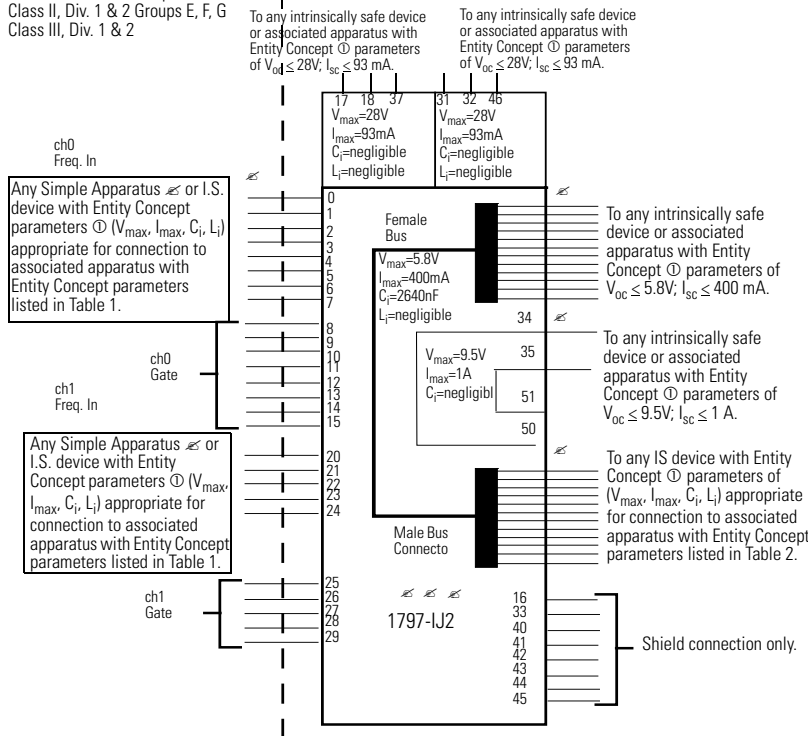 Class II, Div. 1 & 2 Groups E, F, G
Class III, Div. 1 & 2
To any intrinsically safe device
or associated apparatus with
Entity Concept ① parameters
of Voc ≤ 28V; Isc ≤ 93 mA.
To any intrinsically safe device
or associated apparatus with
Entity Concept ① parameters
of Voc ≤ 28V; Isc ≤ 93 mA.
17 18 37
Vmax=28V
Imax=93mA
Ci=negligible
Li=negligible
31 32 46
Vmax=28V
Imax=93mA
Ci=negligible
Li=negligible
ch0
Freq. In
Any Simple Apparatus ✍ or I.S.
device with Entity Concept
parameters ① (Vmax, Imax, Ci, Li)
appropriate for connection to
associated apparatus with
Entity Concept parameters
listed in Table 1.
✍
0
1
2
3
4
5
6
7
8
9
10
11
12
13
14
15
ch0
Gate
ch1
Freq. In
Any Simple Apparatus ✍ or
I.S. device with Entity
Concept parameters ① (Vmax,
Imax, Ci, Li) appropriate for
connection to associated
apparatus with Entity Concept
parameters listed in Table 1.
20
21
22
23
24
ch1
Gate
25
26
27
28
29
Female
Bus
Vmax=5.8V
Imax=400mA
Ci=2640nF
Li=negligible
✍
To any intrinsically safe
device or associated
apparatus with Entity
Concept ① parameters of
Voc ≤ 5.8V; Isc ≤ 400 mA.
34 ✍
35
51
50
Vmax=9.5V
Imax=1A
Ci=negligibl
To any intrinsically safe
device or associated
apparatus with Entity
Concept ① parameters of
Voc ≤ 9.5V; Isc ≤ 1 A.
✍
To any IS device with Entity
Concept ① parameters of
(Vmax, Imax, Ci, Li) appropriate
for connection to associated
apparatus with Entity Concept
parameters listed in Table 2.
Male Bus
Connecto
✍ ✍ ✍
1797-IJ2
16
33
40
41
42
43
44
45
Shield connection only.